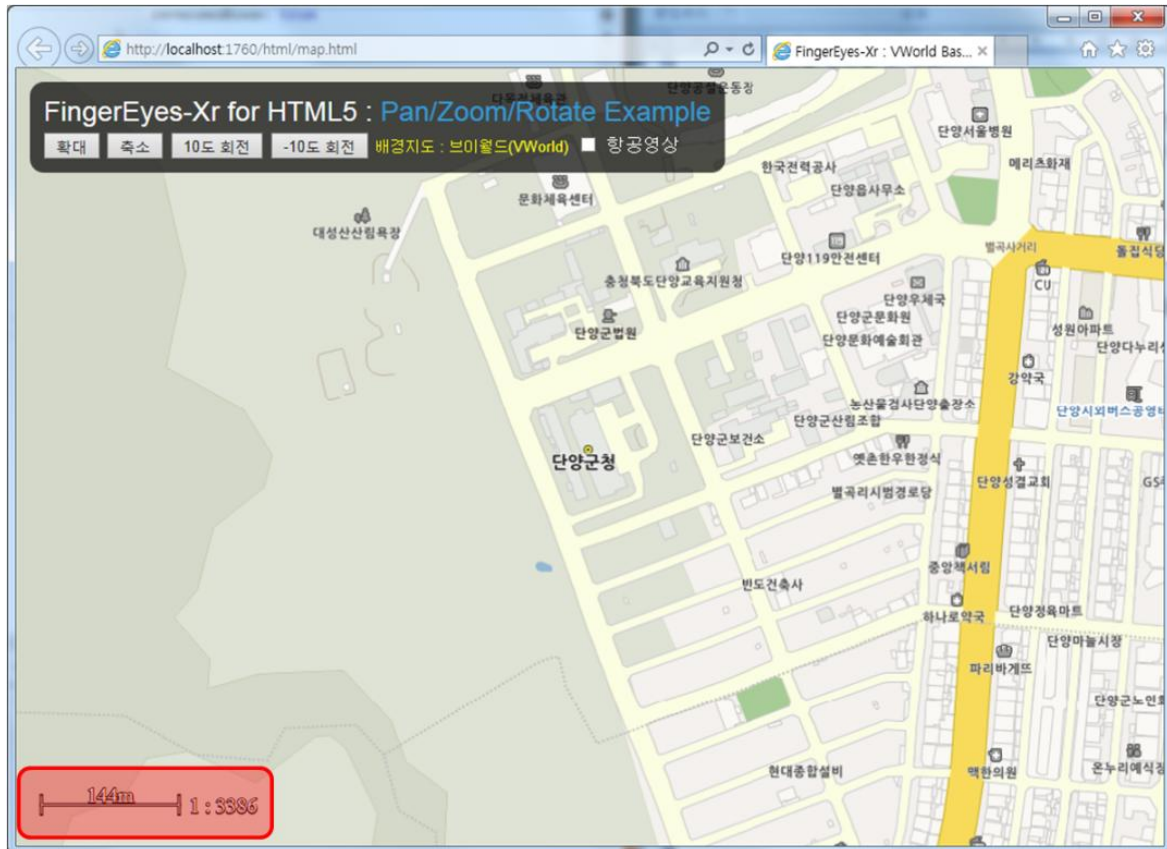 http://localhost:1760/html/map.html
FingerEyes-Xr : VWorld Bas...
FingerEyes-Xr for HTML5 : Pan/Zoom/Rotate Example
확대 축소 10도 회전 -10도 회전 배경지도 : 브이월드(VWorld) 항공영상
단양공설운동장
단양서울병원
한국전력공사
메리츠화재
단양읍사무소
문화체육센터
대성산산림욕장
별곡사거리
돌집식당
단양119안전센터
충청북도단양교육지원청
CU
단양우체국
단양군문화원
성원아파트
단양군법원
단양문화예술회관
단양다누리
강약국
농산물검사단양출장소
단양시외버스공영
단양군산림조합
단양군보건소
옛촌한우한정식
단양군청
단양성결교회
GS
별곡리시범경로당
중앙책서림
반도건축사
하나로약국
단양정육마트
단양마늘시장
파리바게뜨
단양군노인회
현대종합설비
맥한의원
온누리예식장
144m
1 : 3386